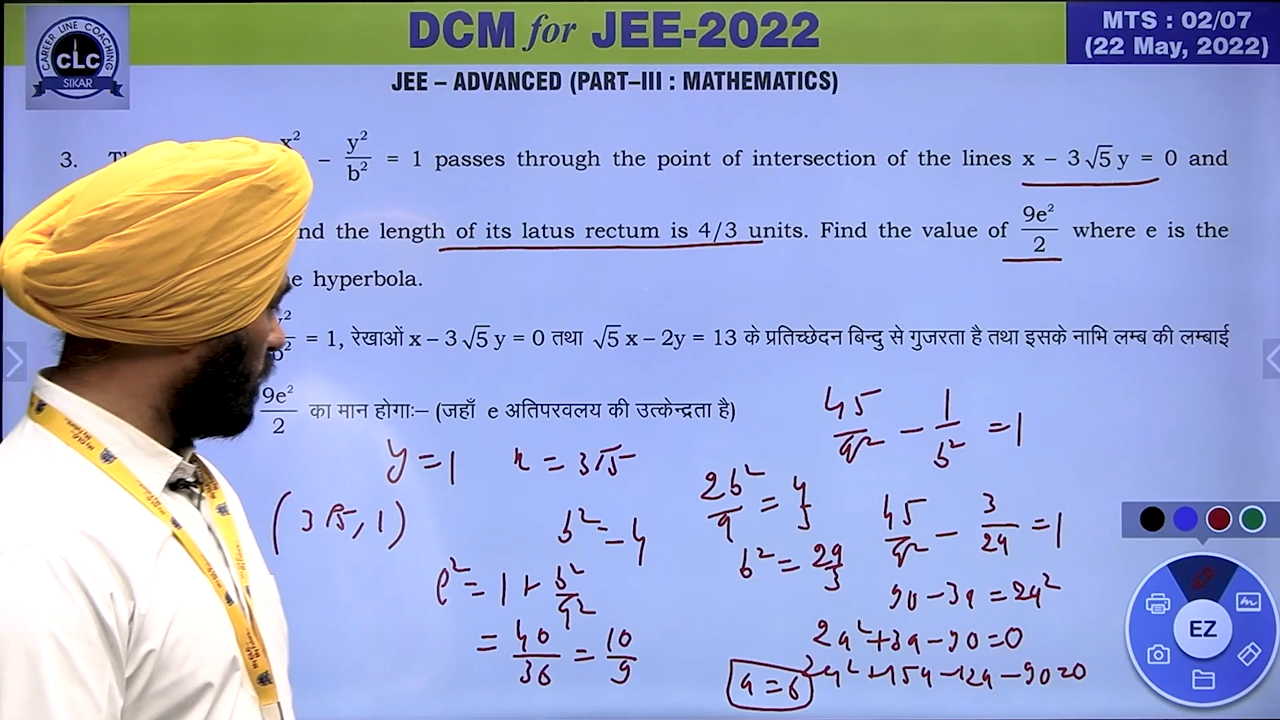 CAREER LINE COACHING
CLC
SIKAR
DCM for JEE-2022
MTS : 02/07
(22 May, 2022)
JEE – ADVANCED (PART–III : MATHEMATICS)
3. x² – y²/b² = 1 passes through the point of intersection of the lines x – 3√5 y = 0 and
nd the length of its latus rectum is 4/3 units. Find the value of 9e²/2 where e is the
e hyperbola.
= 1, रेखाओं x – 3√5 y = 0 तथा √5 x – 2y = 13 के प्रतिच्छेदन बिन्दु से गुजरता है तथा इसके नाभि लम्ब की लम्बाई
9e²/2 का मान होगाः– (जहाँ e अतिपरवलय की उत्केन्द्रता है)
45/a² – 1/b² = 1
y = 1 x = 3√5
(3√5, 1)
2b²/a = 4/3
45/a² – 3/2a = 1
b² = 4
b² = 2a/3
e² = 1 + b²/a²
90 – 3a = 2a²
= 40/36 = 10/9
2a² + 3a – 90 = 0
a = 6
2a² + 15a – 12a – 90 = 0
EZ